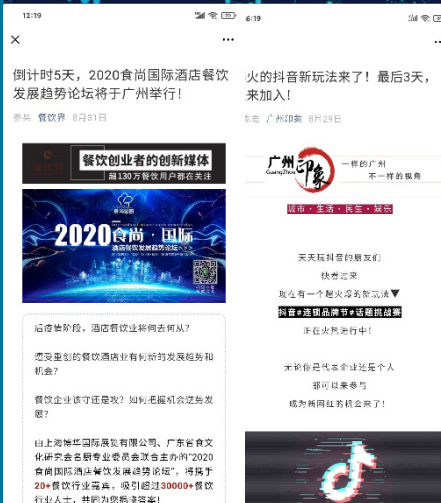 12:19
倒计时5天，2020食尚国际酒店餐饮
发展趋势论坛将于广州举行！
餐饮界 8月31日
餐饮创业者的创新媒体
超130万餐饮用户都在关注
2020食尚·国际
酒店餐饮发展趋势论坛>>>
后疫情阶段，酒店餐饮业将何去何从？
遭受重创的餐饮酒店业有何新的发展趋势和
机会？
餐饮企业该守还是攻？如何把握机会逆势发
展？
由上海博华国际展览有限公司、广东省食文
化研究会名厨专业委员会联合主办的“2020
食尚国际酒店餐饮发展趋势论坛”，将携手
20+餐饮行业嘉宾，吸引超过30000+餐饮
行业人士，共同为您揭晓答案！
6:19
火的抖音新玩法来了！最后3天，
来加入！
广州印象 8月29日
广州印象
GuangZhou
一样的广州
不一样的视角
城市·生活·民生·娱乐
天天玩抖音的朋友们
快看过来
现在有一个超火爆的新玩法▼
抖音#连锁品牌节#话题挑战赛
正在火热进行中！
无论你是代表企业还是个人
都可以来参与
成为新网红的机会来了！